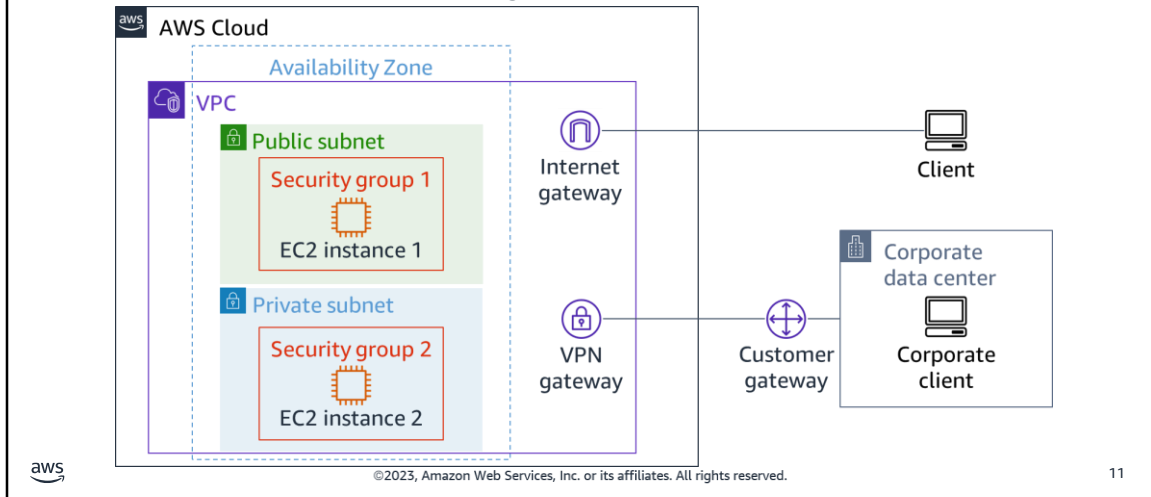 aws
AWS Cloud
Availability Zone
VPC
Public subnet
Security group 1
EC2 instance 1
Private subnet
Security group 2
EC2 instance 2
Internet
gateway
VPN
gateway
Client
Customer
gateway
Corporate
data center
Corporate
client
aws
©2023, Amazon Web Services, Inc. or its affiliates. All rights reserved.
11